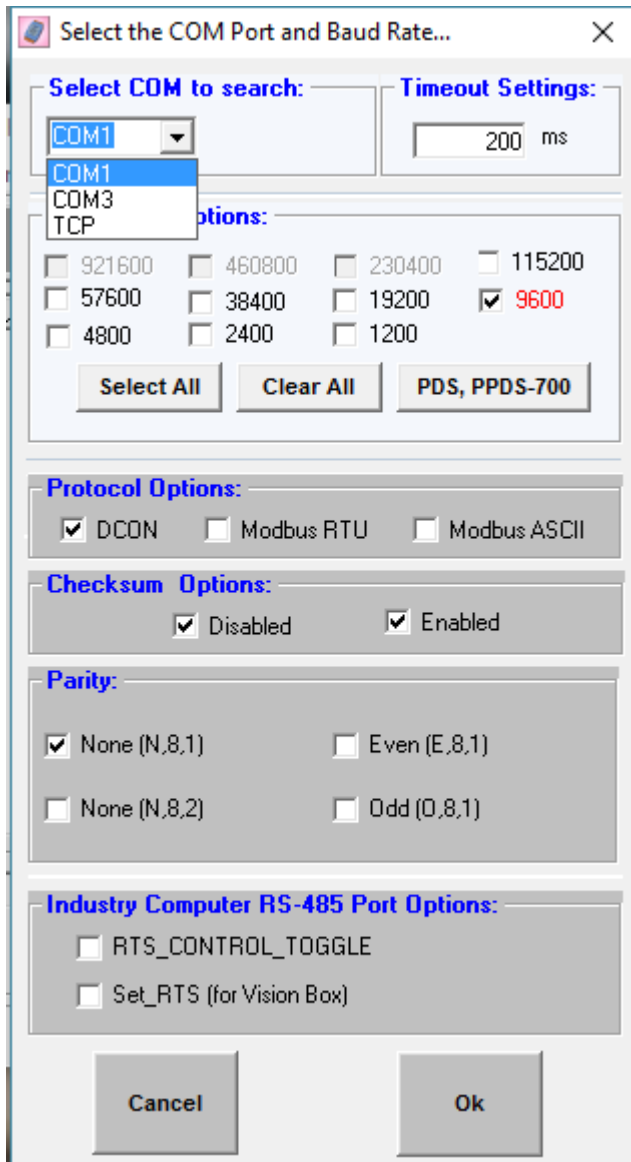 Select the COM Port and Baud Rate...
Select COM to search:
Timeout Settings:
COM1
200 ms
COM1
COM3
TCP
ptions:
921600 460800 230400 115200
57600 38400 19200 9600
4800 2400 1200
Select All Clear All PDS, PPDS-700
Protocol Options:
DCON Modbus RTU Modbus ASCII
Checksum Options:
Disabled Enabled
Parity:
None (N,8,1) Even (E,8,1)
None (N,8,2) Odd (O,8,1)
Industry Computer RS-485 Port Options:
RTS_CONTROL_TOGGLE
Set_RTS (for Vision Box)
Cancel Ok